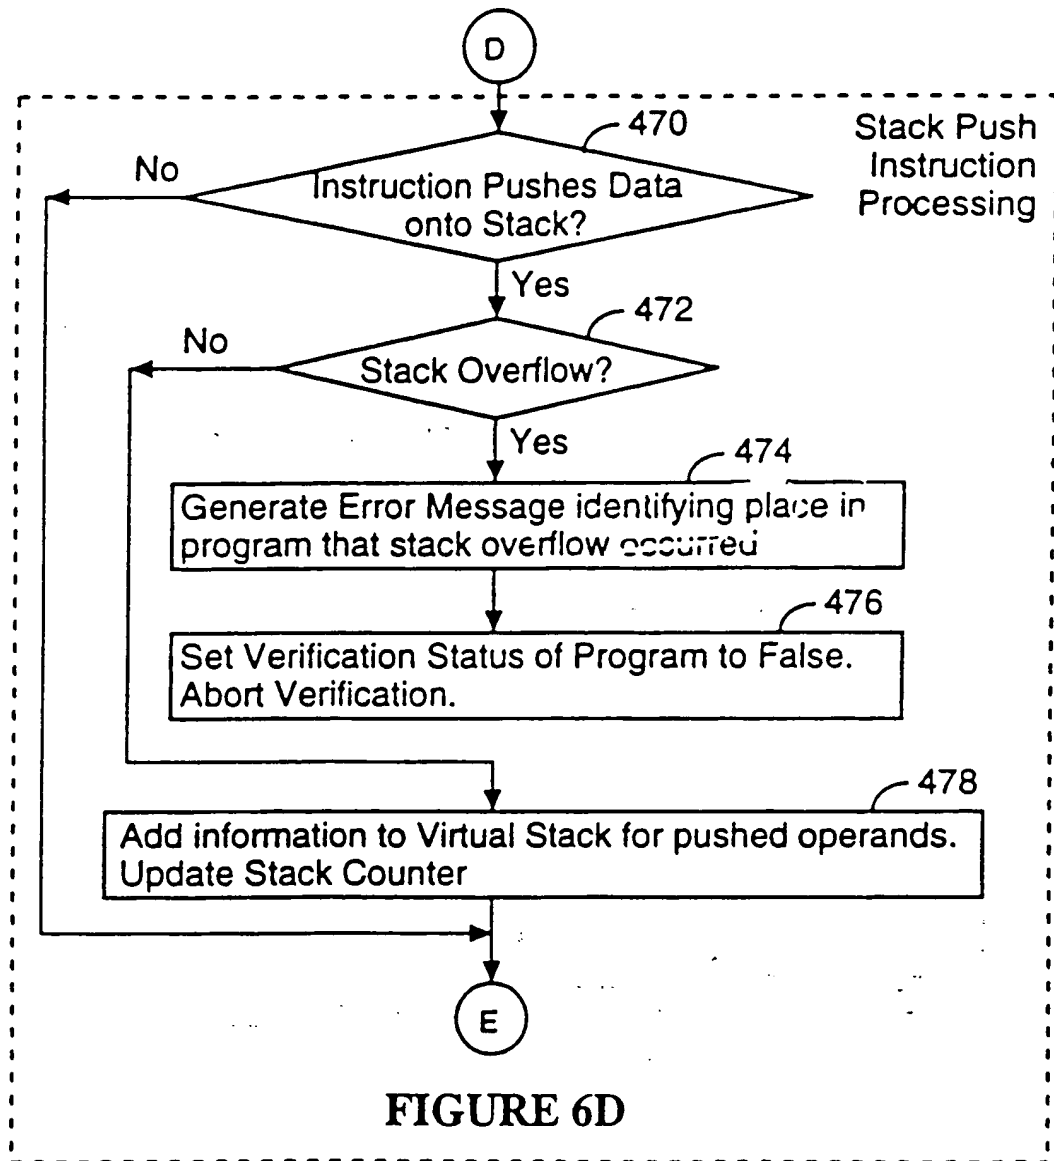 D
470
Stack Push
Instruction
Processing
No
Instruction Pushes Data
onto Stack?
Yes
472
No
Stack Overflow?
Yes
474
Generate Error Message identifying place in
program that stack overflow occurred
476
Set Verification Status of Program to False.
Abort Verification.
478
Add information to Virtual Stack for pushed operands.
Update Stack Counter
E
FIGURE 6D